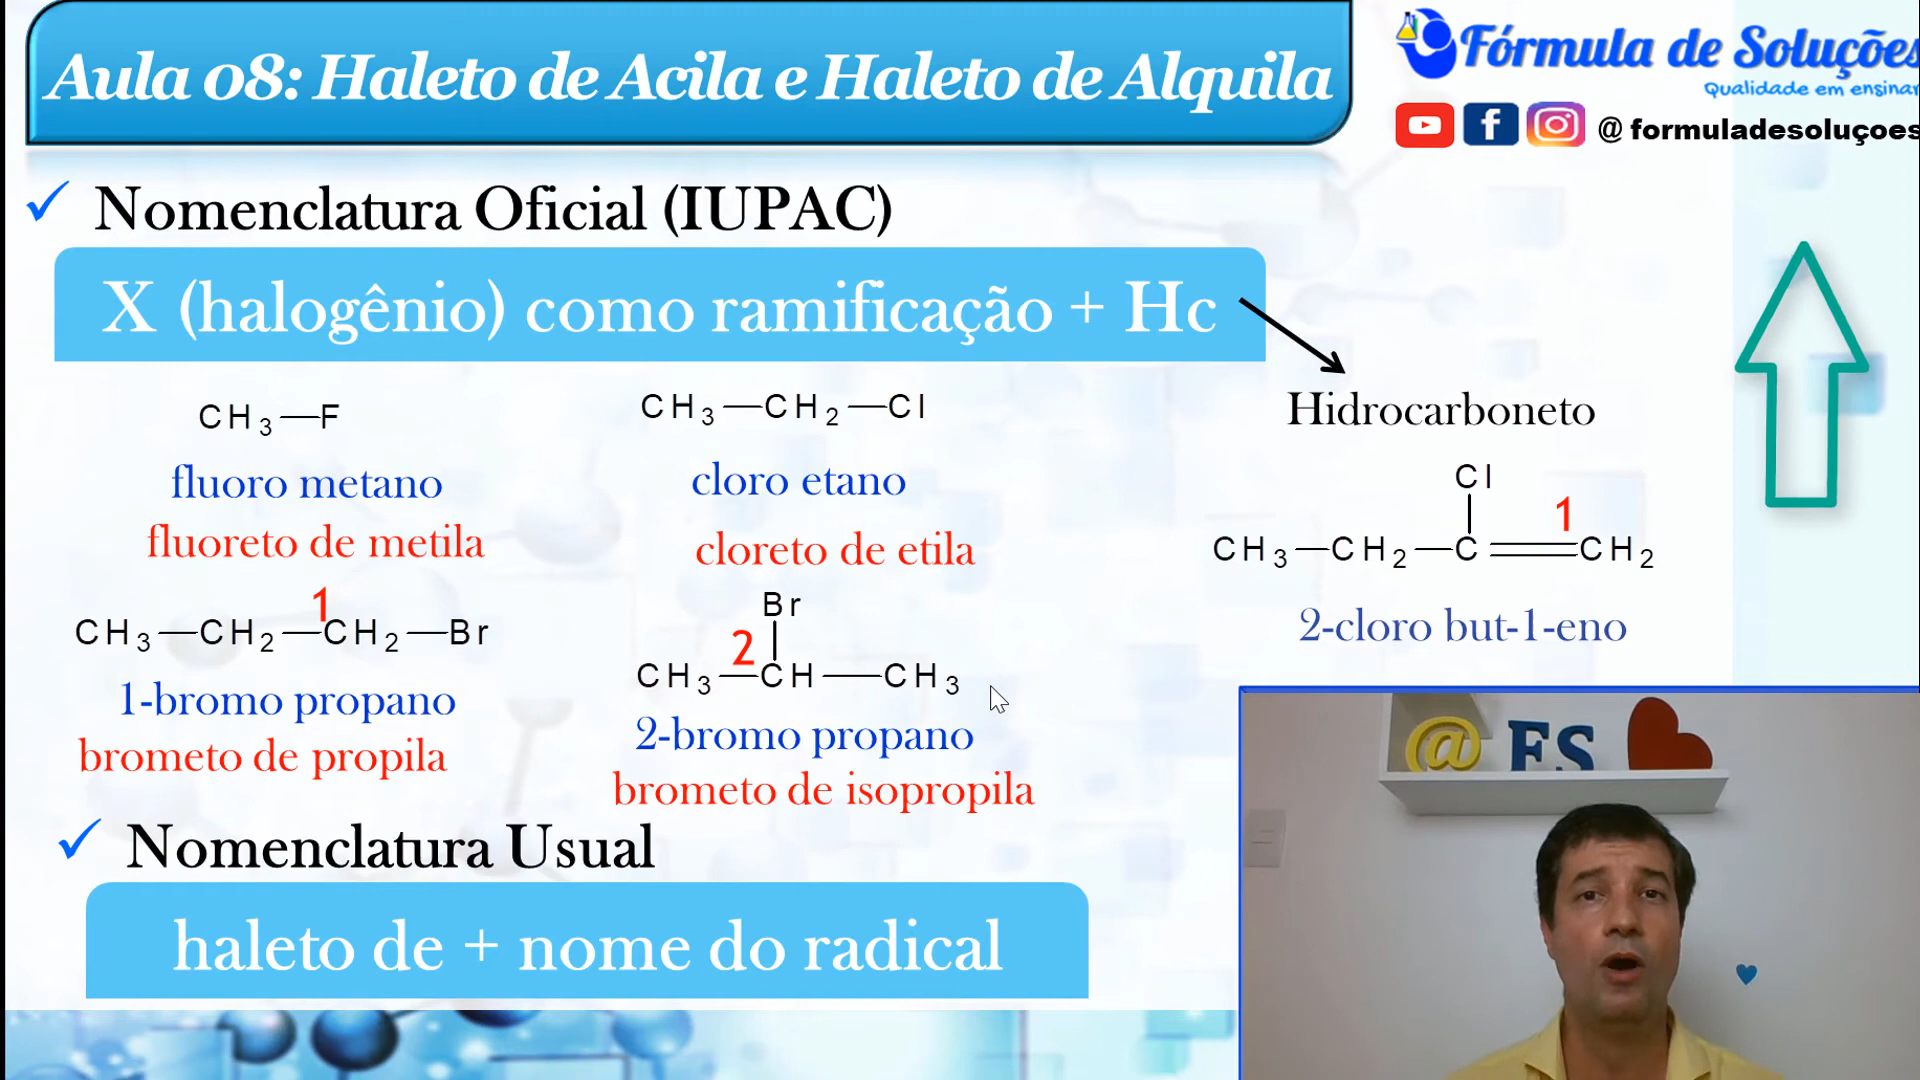 Aula 08: Haleto de Acila e Haleto de Alquila
Fórmula de Soluções
Qualidade em ensinar
@ formuladesoluçoes
Nomenclatura Oficial (IUPAC)
X (halogênio) como ramificação + Hc
Hidrocarboneto
CH3—F
fluoro metano
fluoreto de metila
CH3—CH2—Cl
cloro etano
cloreto de etila
Cl
1
CH3—CH2—C═CH2
2-cloro but-1-eno
1
CH3—CH2—CH2—Br
1-bromo propano
brometo de propila
Br
2
CH3—CH—CH3
2-bromo propano
brometo de isopropila
Nomenclatura Usual
haleto de + nome do radical
@ FS